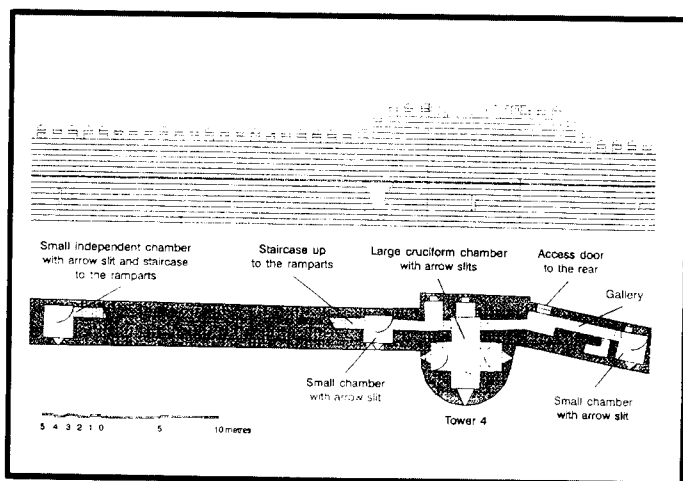 Small independent chamber
with arrow slit and staircase
to the ramparts
Staircase up
to the ramparts
Large cruciform chamber
with arrow slits
Access door
to the rear
Gallery
Small chamber
with arrow slit
Small chamber
with arrow slit
Tower 4
5 4 3 2 1 0 5 10 metres